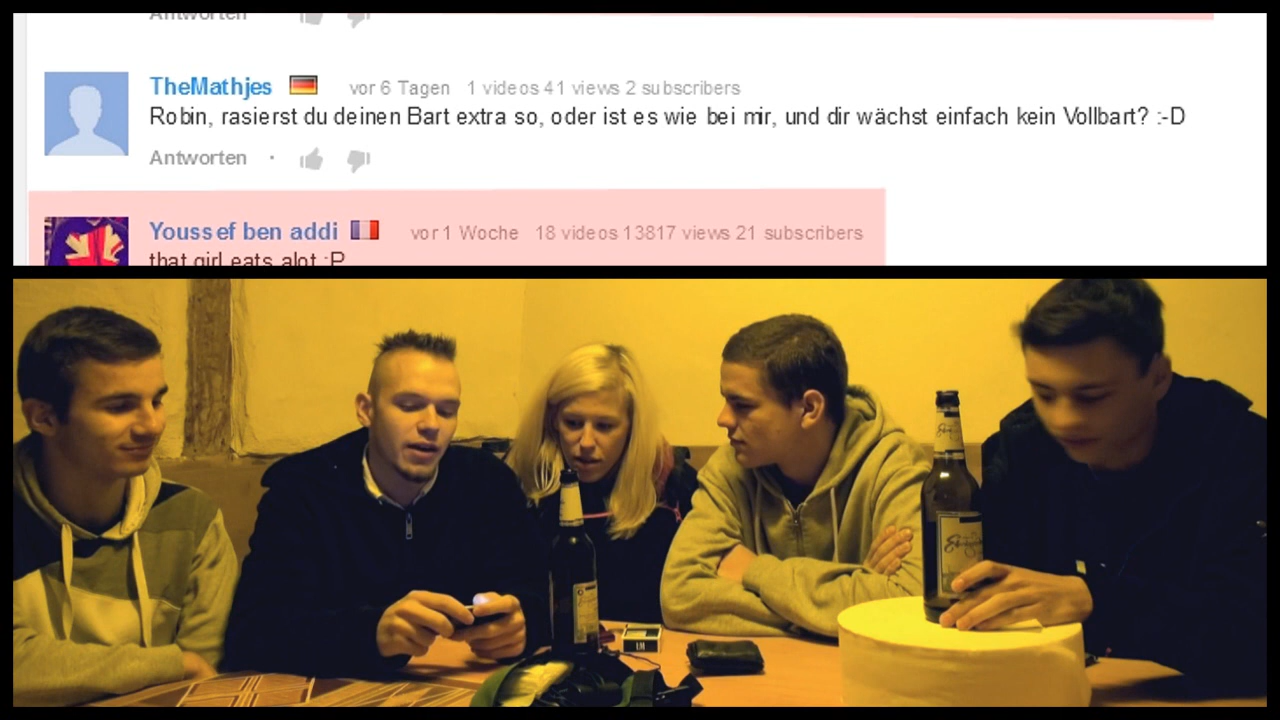 Antworten
TheMathjes vor 6 Tagen 1 videos 41 views 2 subscribers
Robin, rasierst du deinen Bart extra so, oder ist es wie bei mir, und dir wächst einfach kein Vollbart? :-D
Antworten ·
Youssef ben addi vor 1 Woche 18 videos 13817 views 21 subscribers
that girl eats alot :P